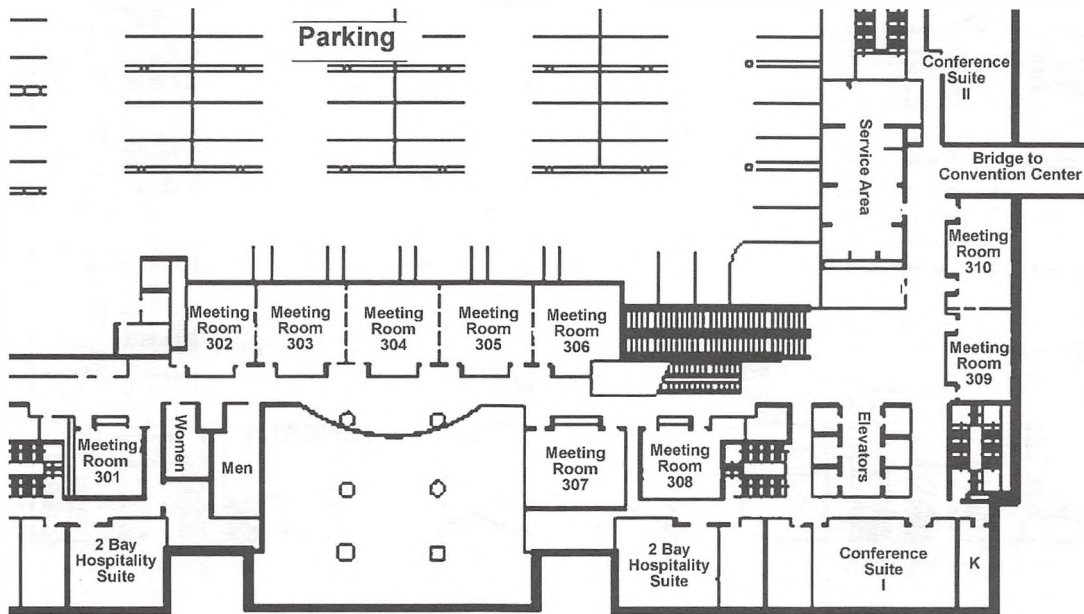 Parking
Conference
Suite
II
Service Area
Bridge to
Convention Center
Meeting
Room
310
Meeting
Room
302
Meeting
Room
303
Meeting
Room
304
Meeting
Room
305
Meeting
Room
306
Meeting
Room
309
Meeting
Room
301
Women
Men
Meeting
Room
307
Meeting
Room
308
Elevators
2 Bay
Hospitality
Suite
2 Bay
Hospitality
Suite
Conference
Suite
I
K